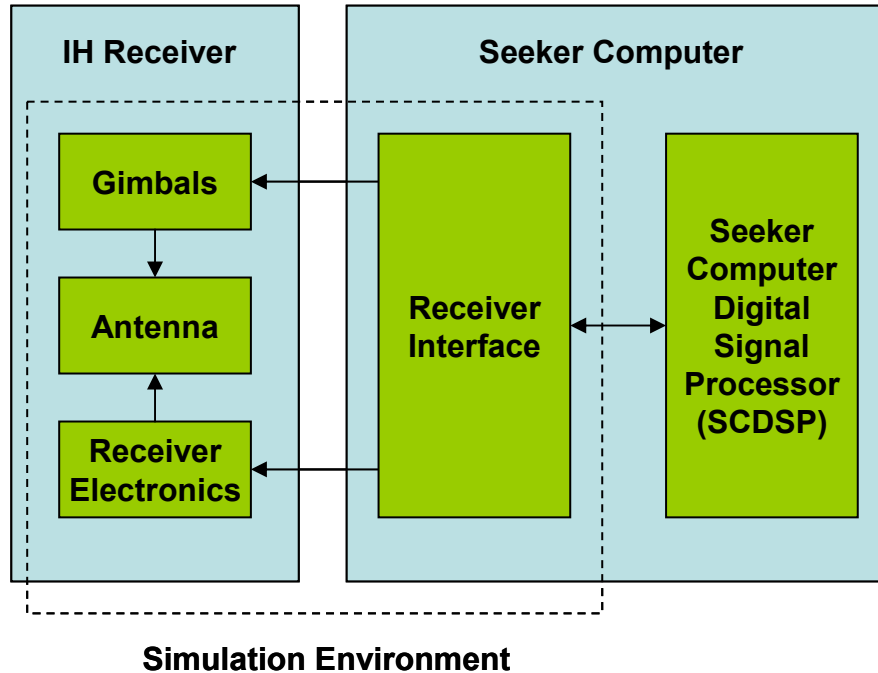 IH Receiver
Seeker Computer
Gimbals
Antenna
Receiver
Electronics
Receiver
Interface
Seeker
Computer
Digital
Signal
Processor
(SCDSP)
Simulation Environment